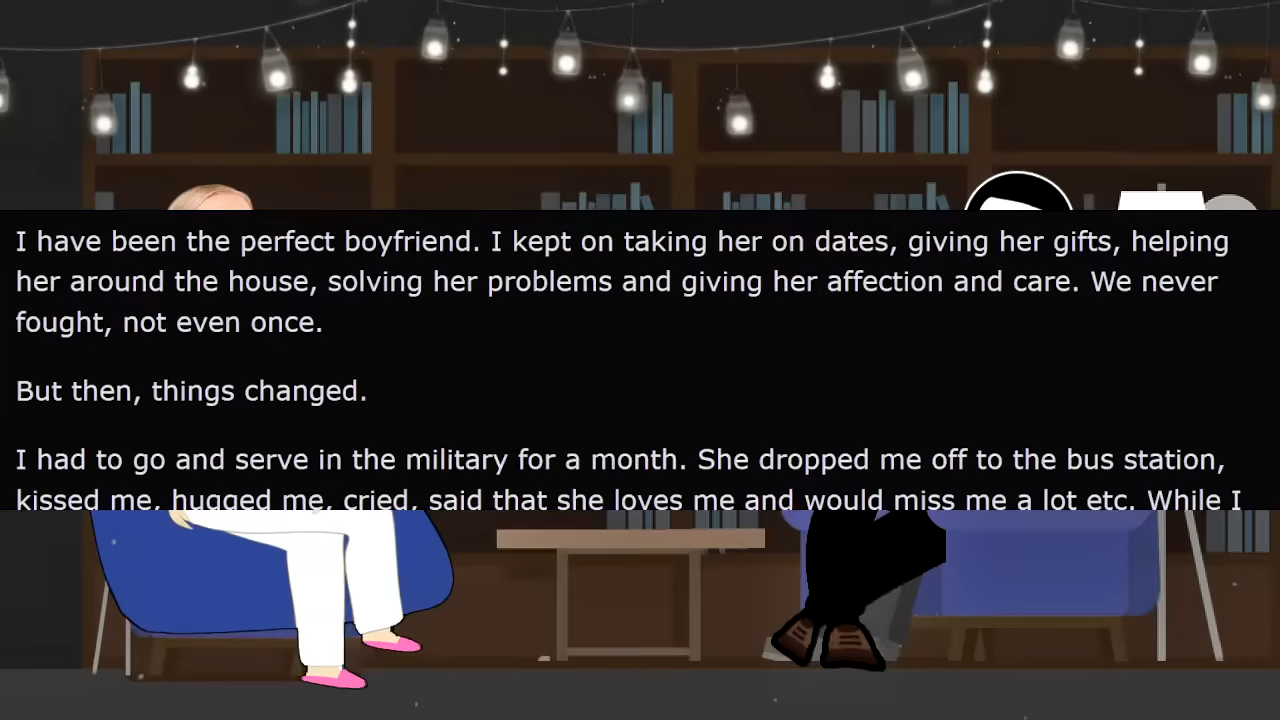 I have been the perfect boyfriend. I kept on taking her on dates, giving her gifts, helping
her around the house, solving her problems and giving her affection and care. We never
fought, not even once.
But then, things changed.
I had to go and serve in the military for a month. She dropped me off to the bus station,
kissed me, hugged me, cried, said that she loves me and would miss me a lot etc. While I